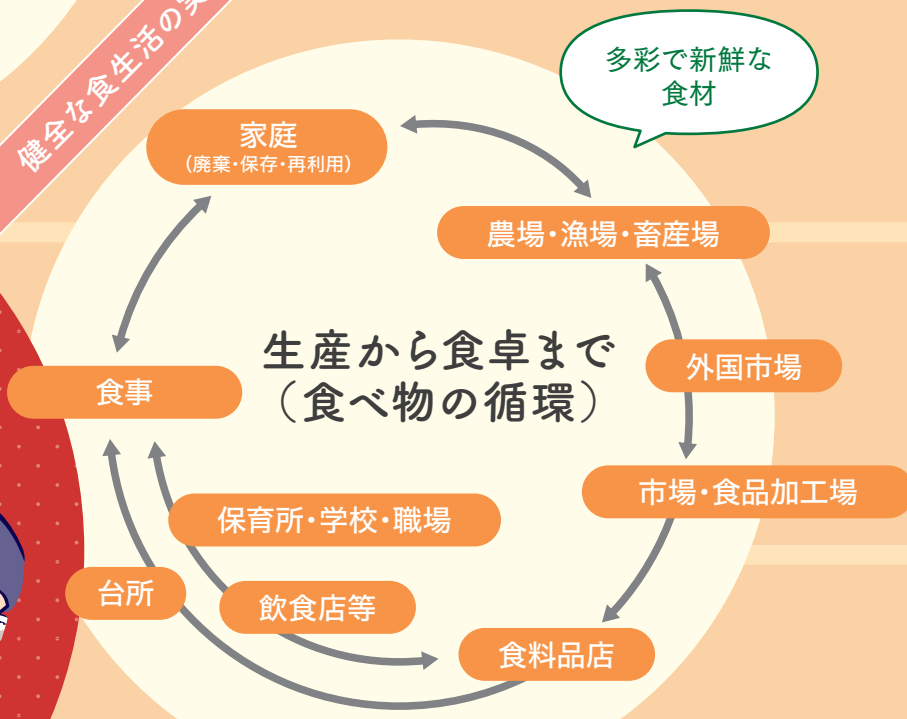 健全な食生活の実
多彩で新鮮な
食材
家庭
（廃棄・保存・再利用）
農場・漁場・畜産場
生産から食卓まで
（食べ物の循環）
外国市場
食事
市場・食品加工場
保育所・学校・職場
台所
飲食店等
食料品店